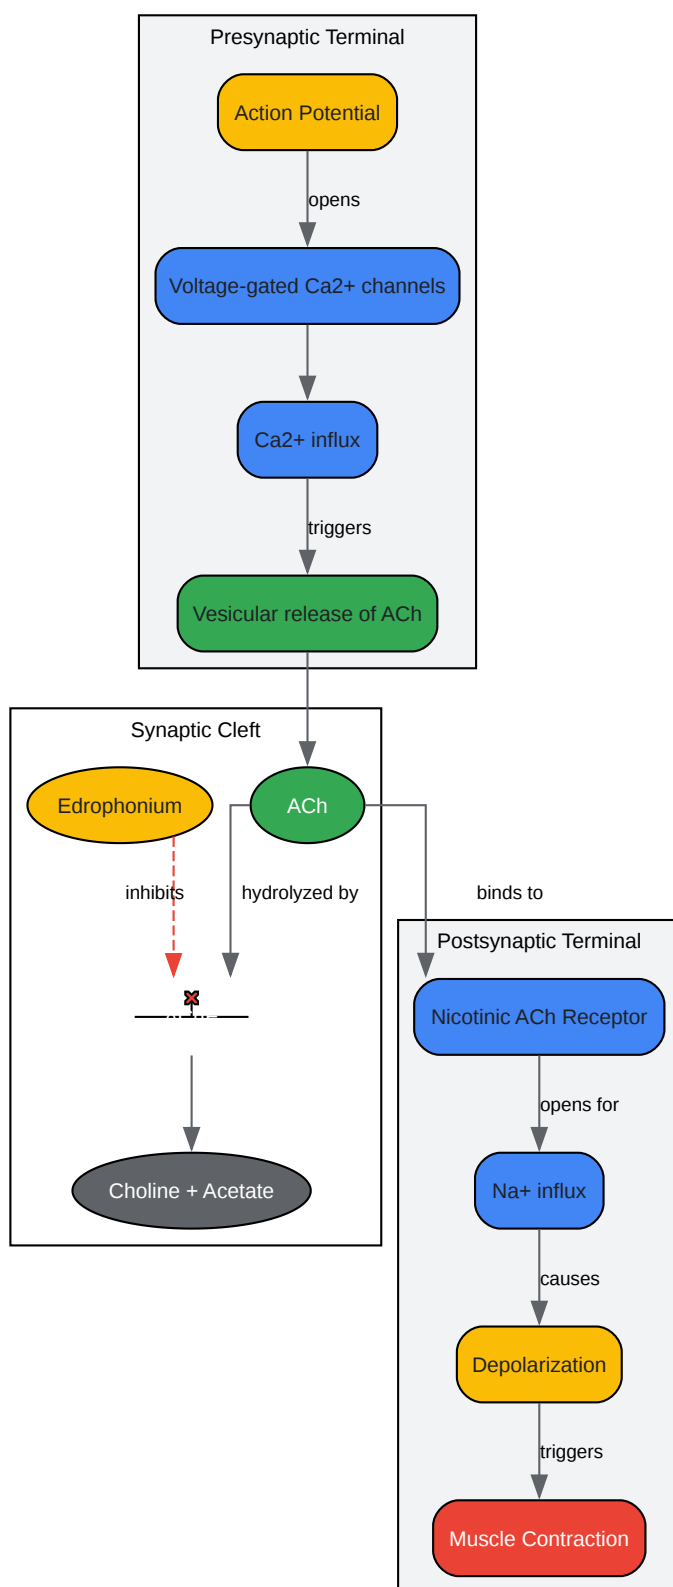 Presynaptic Terminal
Action Potential
opens
Voltage-gated Ca2+ channels
Ca2+ influx
triggers
Vesicular release of ACh
Synaptic Cleft
Edrophonium
ACh
inhibits
hydrolyzed by
binds to
Postsynaptic Terminal
Nicotinic ACh Receptor
opens for
Choline + Acetate
Na+ influx
causes
Depolarization
triggers
Muscle Contraction